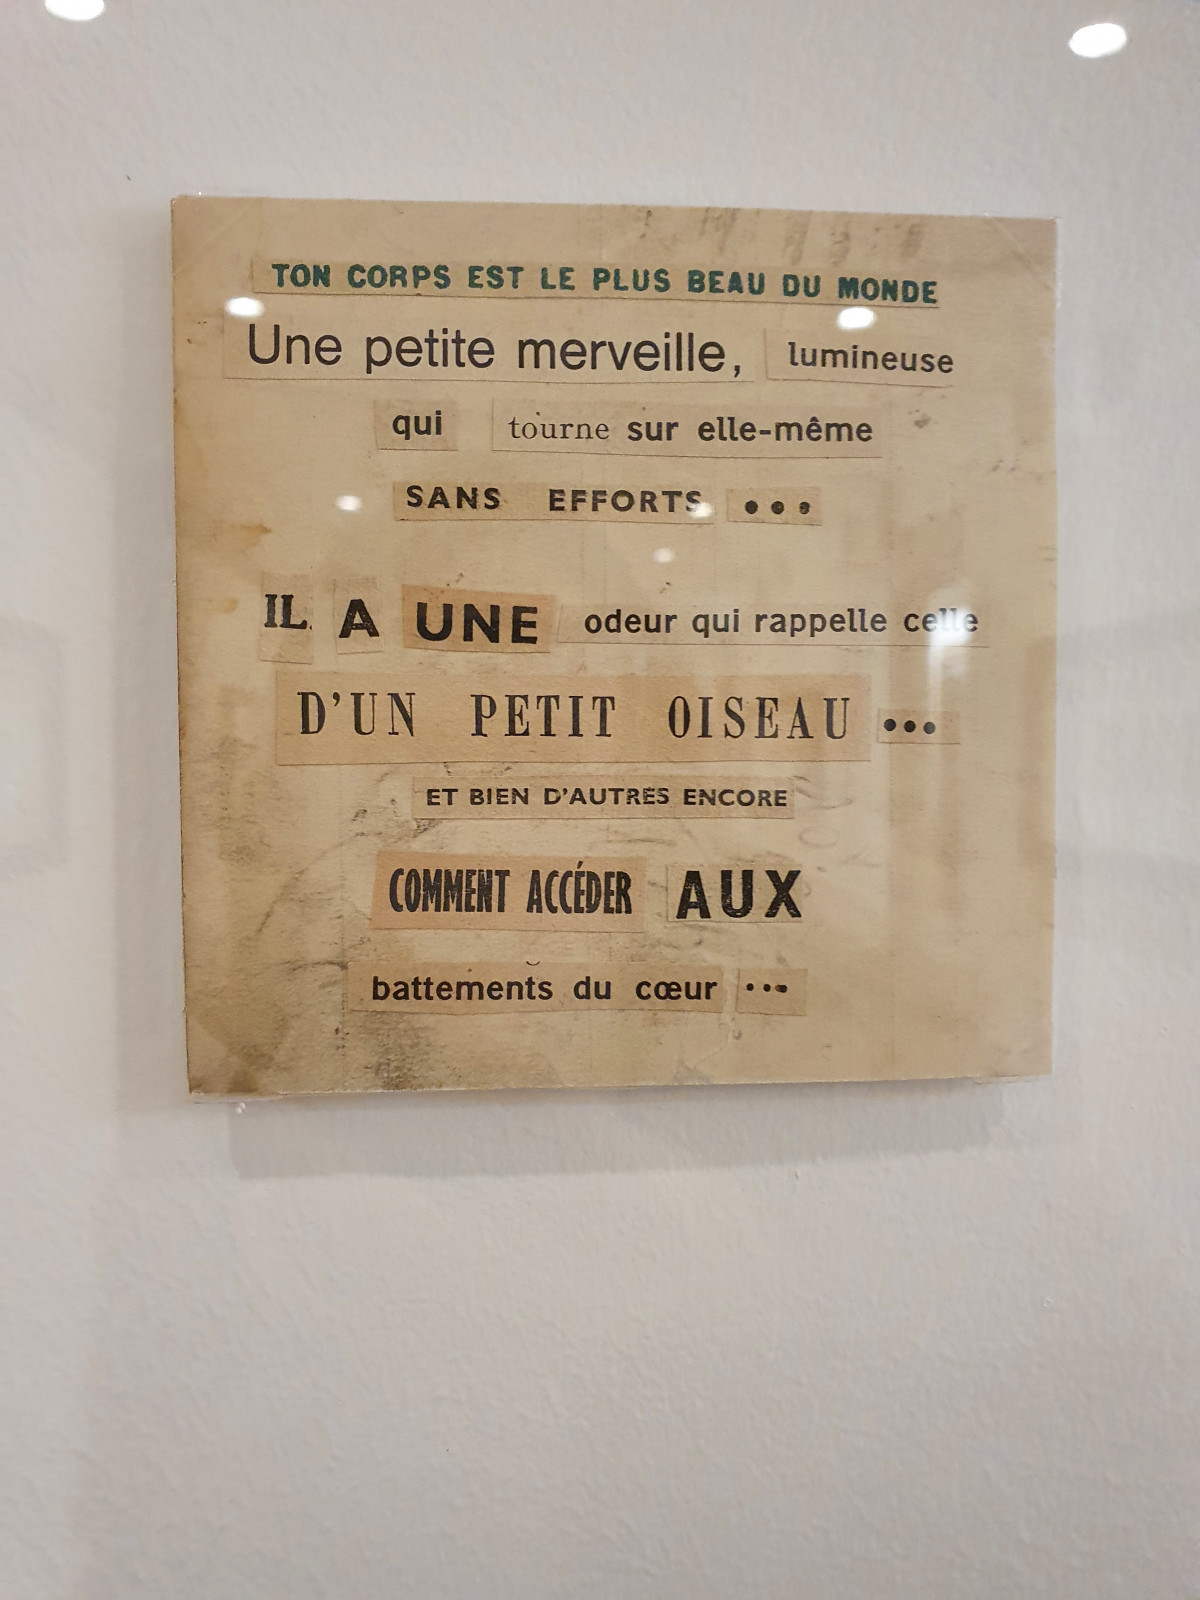 TON CORPS EST LE PLUS BEAU DU MONDE
Une petite merveille, lumineuse
qui tourne sur elle-même
SANS EFFORTS...
IL A UNE odeur qui rappelle celle
D'UN PETIT OISEAU...
ET BIEN D'AUTRES ENCORE
COMMENT ACCÉDER AUX
battements du cœur...